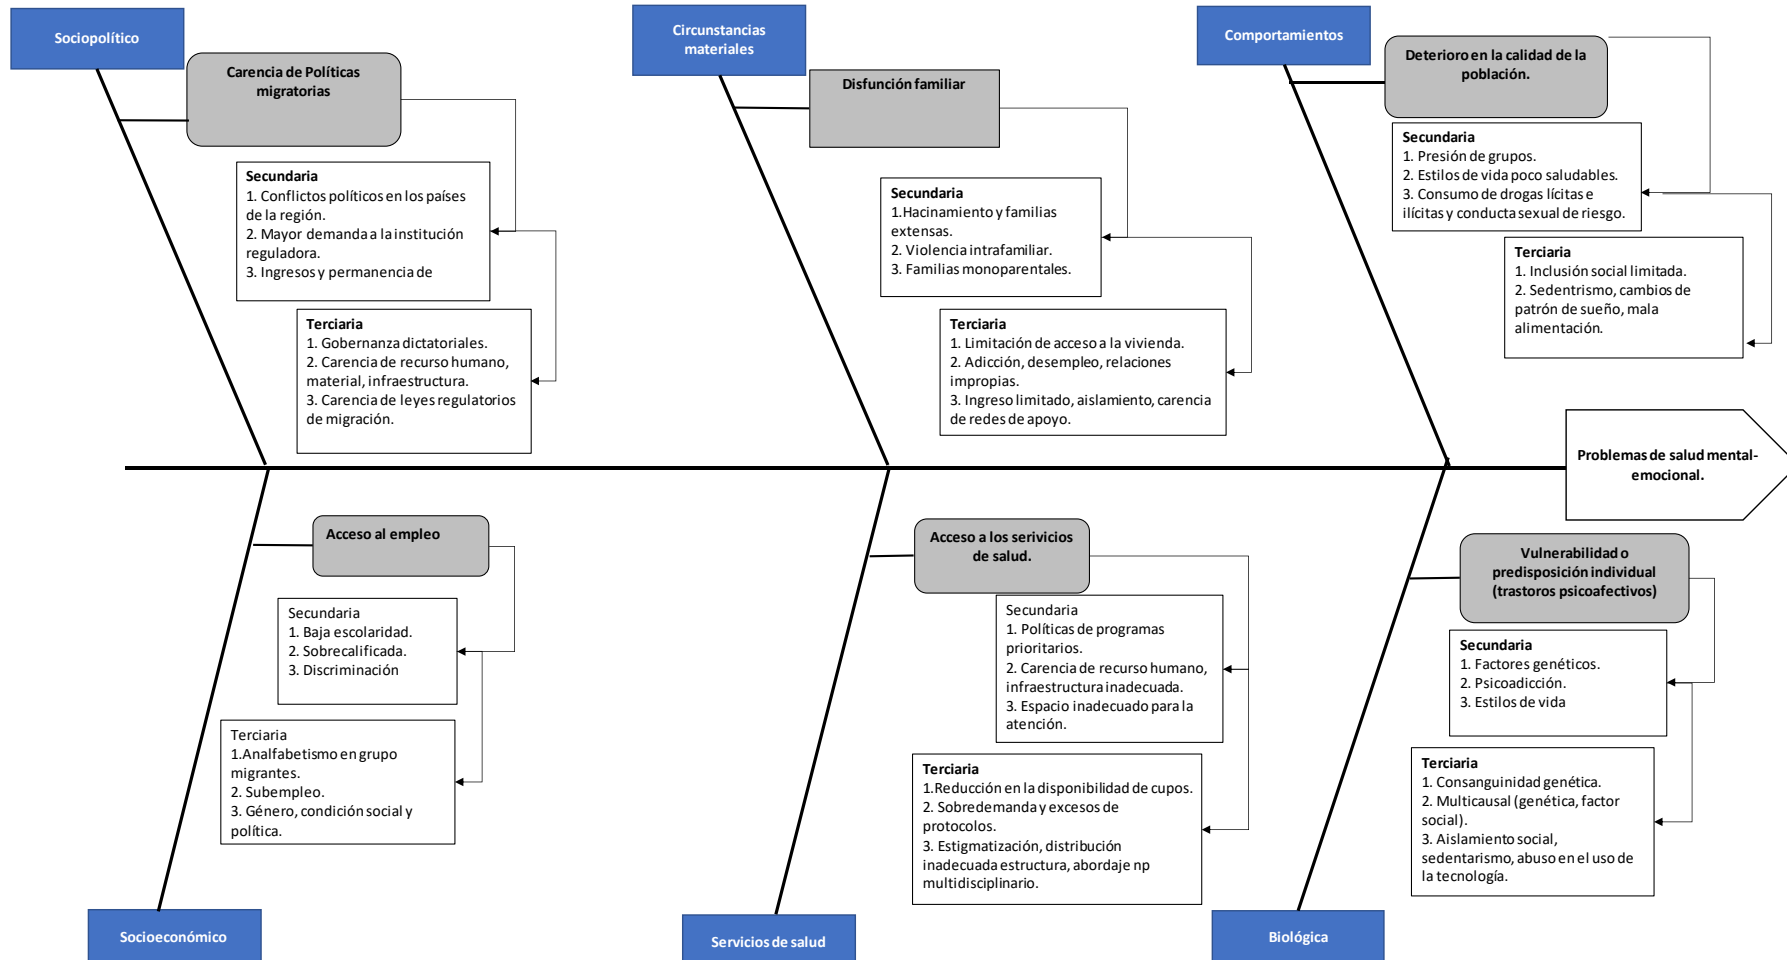 Sociopolítico
Carencia de Políticas
migratorias
Secundaria
1. Conflictos políticos en los países
de la región.
2. Mayor demanda a la institución
reguladora.
3. Ingresos y permanencia de
Terciaria
1. Gobernanza dictatoriales.
2. Carencia de recurso humano,
material, infraestructura.
3. Carencia de leyes regulatorios
de migración.
Circunstancias
materiales
Disfunción familiar
Secundaria
1.Hacinamiento y familias
extensas.
2. Violencia intrafamiliar.
3. Familias monoparentales.
Terciaria
1. Limitación de acceso a la vivienda.
2. Adicción, desempleo, relaciones
impropias.
3. Ingreso limitado, aislamiento, carencia
de redes de apoyo.
Comportamientos
Deterioro en la calidad de la
población.
Secundaria
1. Presión de grupos.
2. Estilos de vida poco saludables.
3. Consumo de drogas lícitas e
ilícitas y conducta sexual de riesgo.
Terciaria
1. Inclusión social limitada.
2. Sedentrismo, cambios de
patrón de sueño, mala
alimentación.
Problemas de salud mental-
emocional.
Acceso al empleo
Secundaria
1. Baja escolaridad.
2. Sobrecalificada.
3. Discriminación
Terciaria
1.Analfabetismo en grupo
migrantes.
2. Subempleo.
3. Género, condición social y
política.
Socioeconómico
Acceso a los serivicios
de salud.
Secundaria
1. Políticas de programas
prioritarios.
2. Carencia de recurso humano,
infraestructura inadecuada.
3. Espacio inadecuado para la
atención.
Terciaria
1.Reducción en la disponibilidad de cupos.
2. Sobredemanda y excesos de
protocolos.
3. Estigmatización, distribución
inadecuada estructura, abordaje np
multidisciplinario.
Servicios de salud
Vulnerabilidad o
predisposición individual
(trastoros psicoafectivos)
Secundaria
1. Factores genéticos.
2. Psicoadicción.
3. Estilos de vida
Terciaria
1. Consanguinidad genética.
2. Multicausal (genética, factor
social).
3. Aislamiento social,
sedentarismo, abuso en el uso de
la tecnología.
Biológica